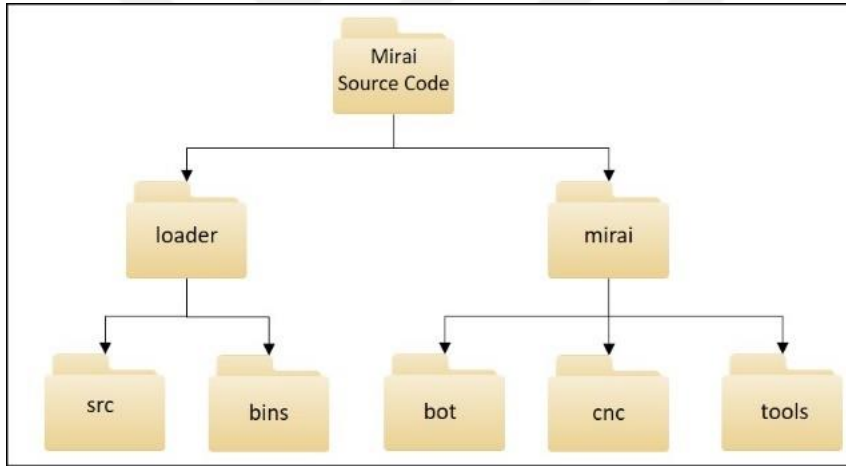 Mirai
Source Code
loader
mirai
src
bins
bot
cnc
tools